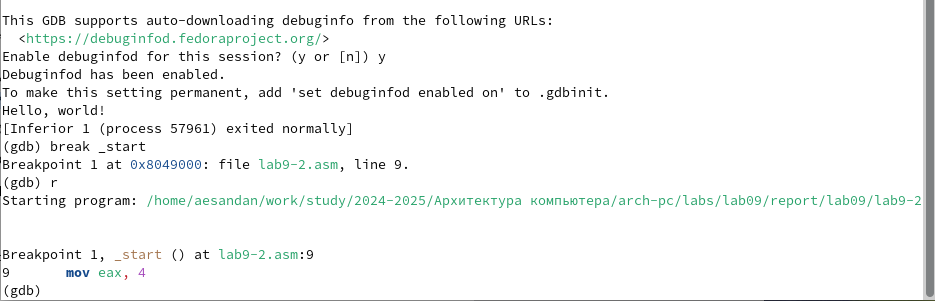 This GDB supports auto-downloading debuginfo from the following URLs:
<https://debuginfod.fedoraproject.org/>
Enable debuginfod for this session? (y or [n]) y
Debuginfod has been enabled.
To make this setting permanent, add 'set debuginfod enabled on' to .gdbinit.
Hello, world!
[Inferior 1 (process 57961) exited normally]
(gdb) break _start
Breakpoint 1 at 0x8049000: file lab9-2.asm, line 9.
(gdb) r
Starting program: /home/aesandan/work/study/2024-2025/Архитектура компьютера/arch-pc/labs/lab09/report/lab09/lab9-2
Breakpoint 1, _start () at lab9-2.asm:9
9       mov eax, 4
(gdb)